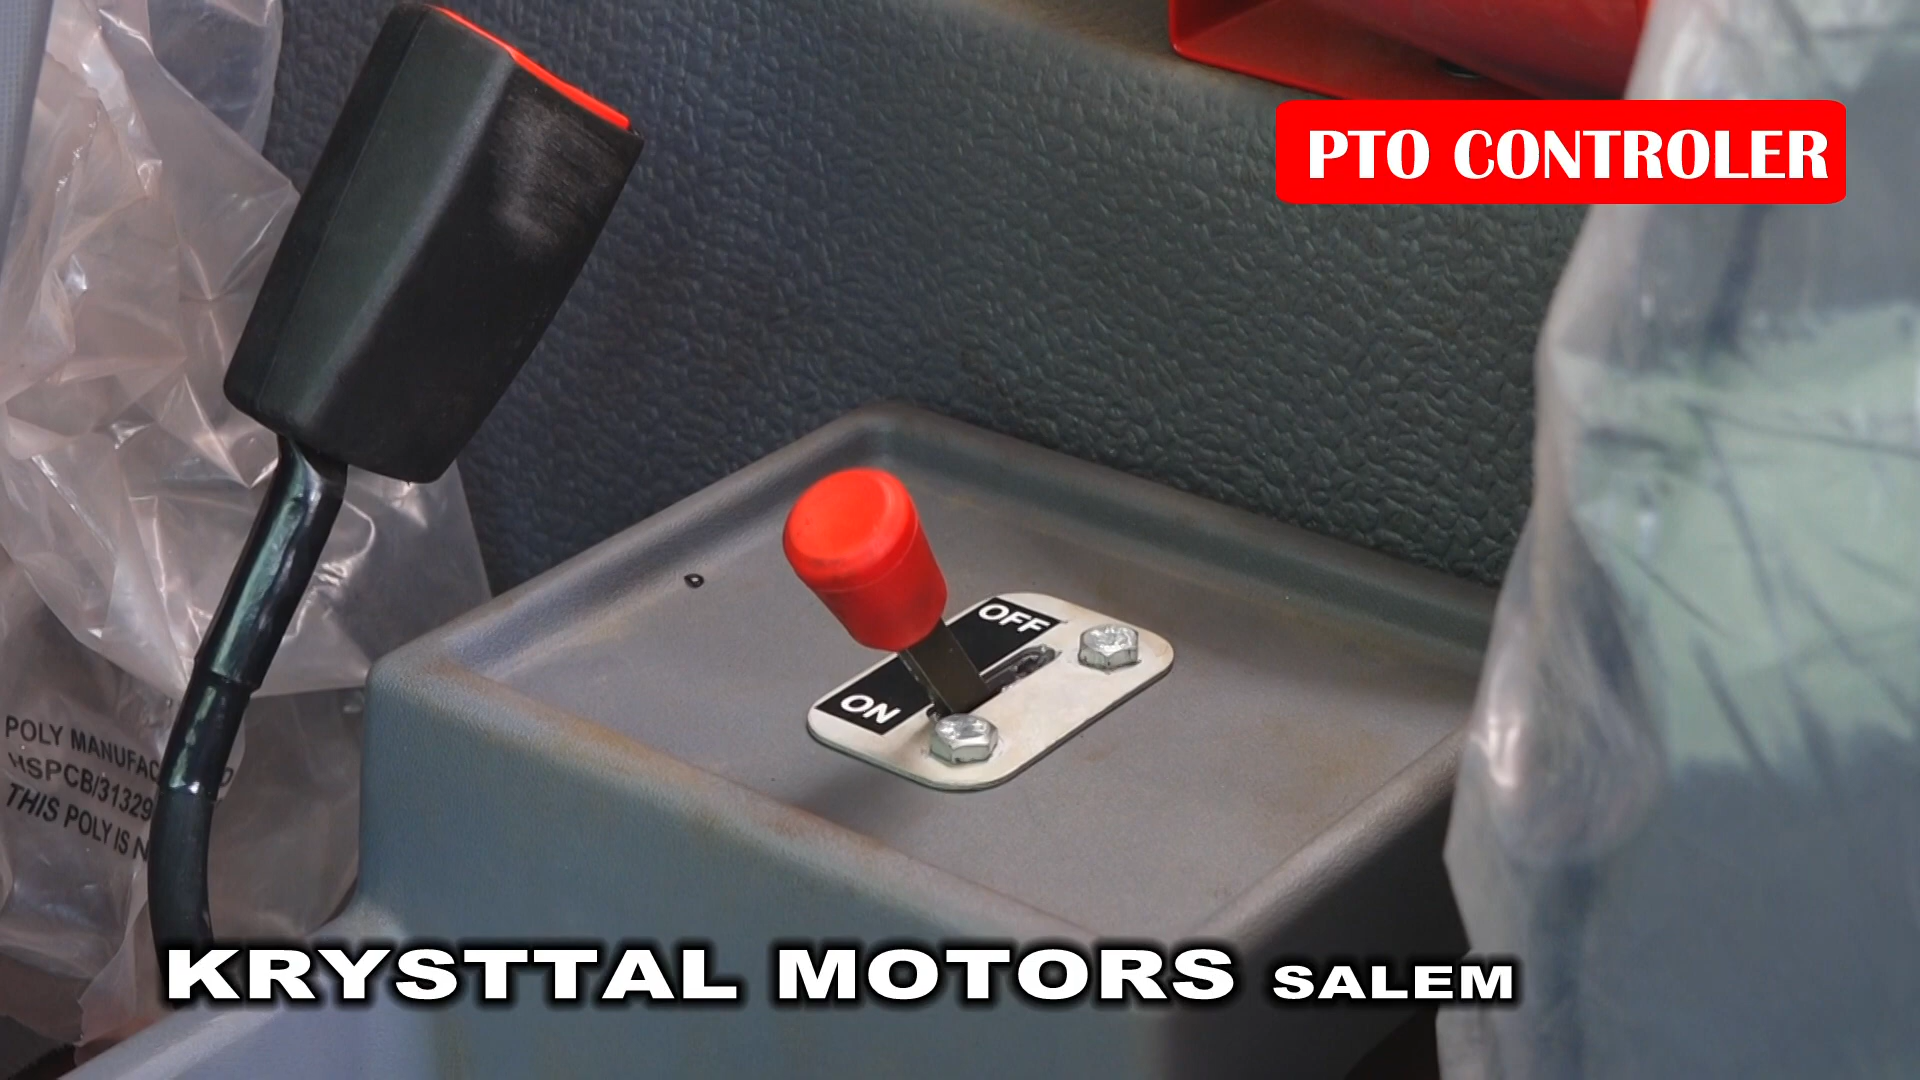 PTO CONTROLER
OFF
ON
POLY MANUFAC
HSPCB/31329
THIS POLY IS N
KRYSTTAL MOTORS SALEM